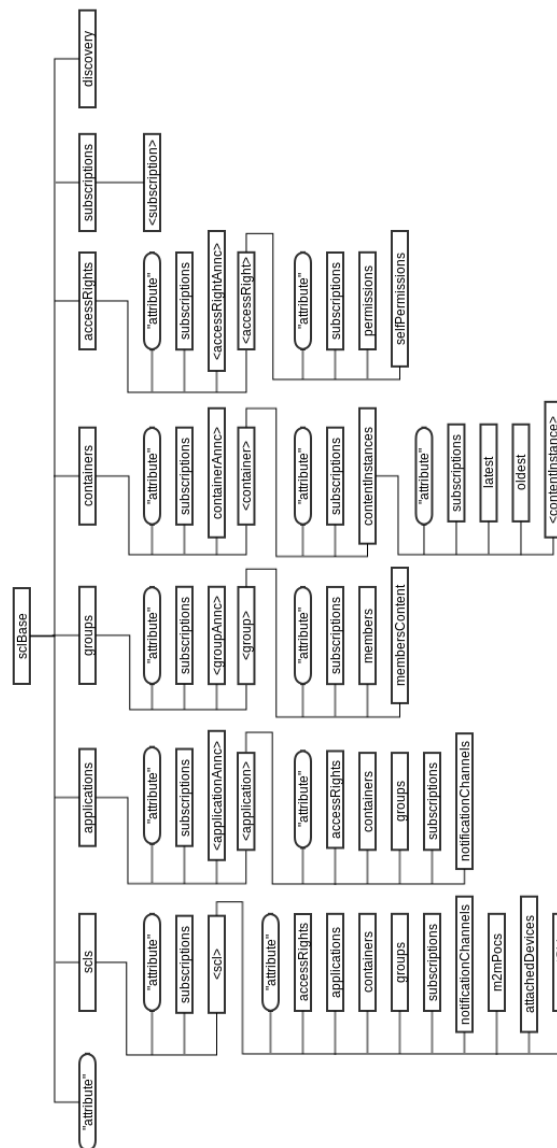 sclBase
"attribute"
scls
applications
groups
containers
accessRights
subscriptions
discovery
"attribute"
subscriptions
<scl>
"attribute"
accessRights
applications
containers
groups
subscriptions
notificationChannels
m2mPocs
attachedDevices
"attribute"
subscriptions
<applicationAnnc>
<application>
"attribute"
accessRights
containers
groups
subscriptions
notificationChannels
"attribute"
subscriptions
<groupAnnc>
<group>
"attribute"
subscriptions
members
membersContent
"attribute"
subscriptions
containerAnnc>
<container>
"attribute"
subscriptions
contentInstances
"attribute"
subscriptions
latest
oldest
<contentInstance>
"attribute"
subscriptions
<accessRightAnnc>
<accessRight>
"attribute"
subscriptions
permissions
selfPermissions
<subscription>